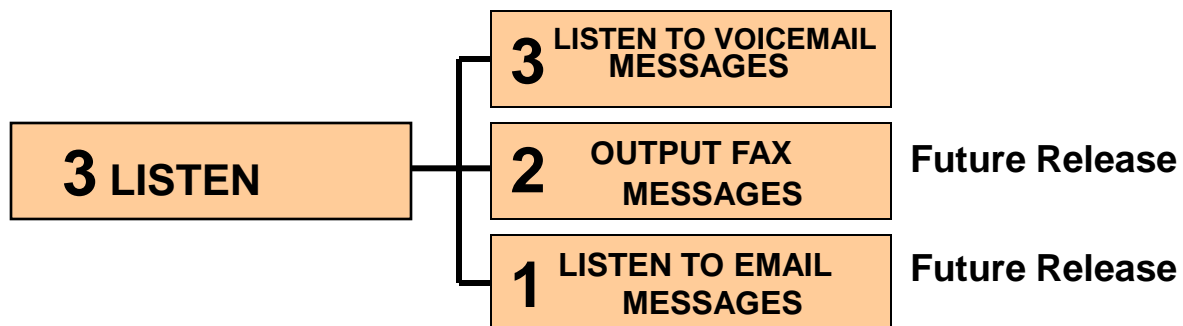 3 LISTEN
3 LISTEN TO VOICEMAIL
MESSAGES
2 OUTPUT FAX
MESSAGES
Future Release
1 LISTEN TO EMAIL
MESSAGES
Future Release